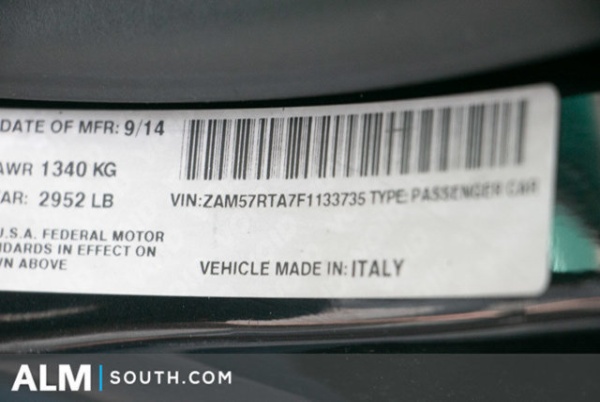 DATE OF MFR: 9/14
AWR 1340 KG
AR: 2952 LB
VIN:ZAM57RTA7F1133735 TYPE: PASSENGER CAR
U.S.A. FEDERAL MOTOR
NDARDS IN EFFECT ON
WN ABOVE
VEHICLE MADE IN: ITALY
ALM | SOUTH.COM